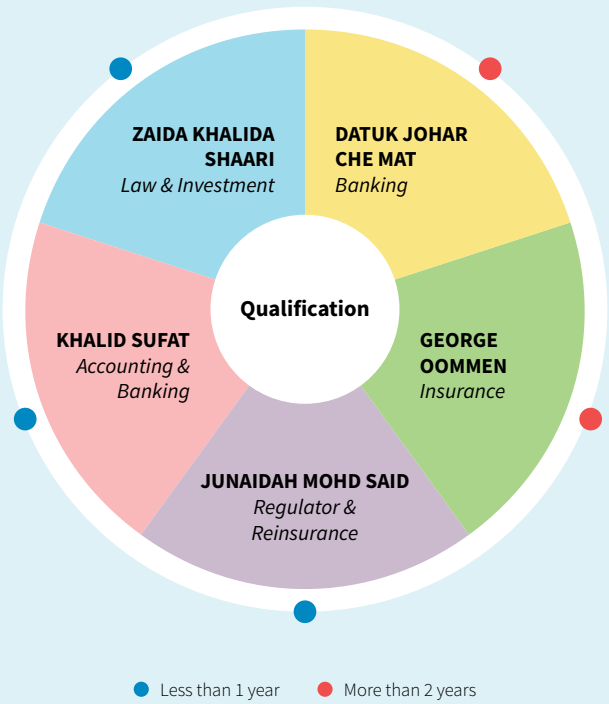 ZAIDA KHALIDA
SHAARI
Law & Investment
DATUK JOHAR
CHE MAT
Banking
Qualification
KHALID SUFAT
Accounting &
Banking
GEORGE
OOMMEN
Insurance
JUNAIDAH MOHD SAID
Regulator &
Reinsurance
Less than 1 year
More than 2 years